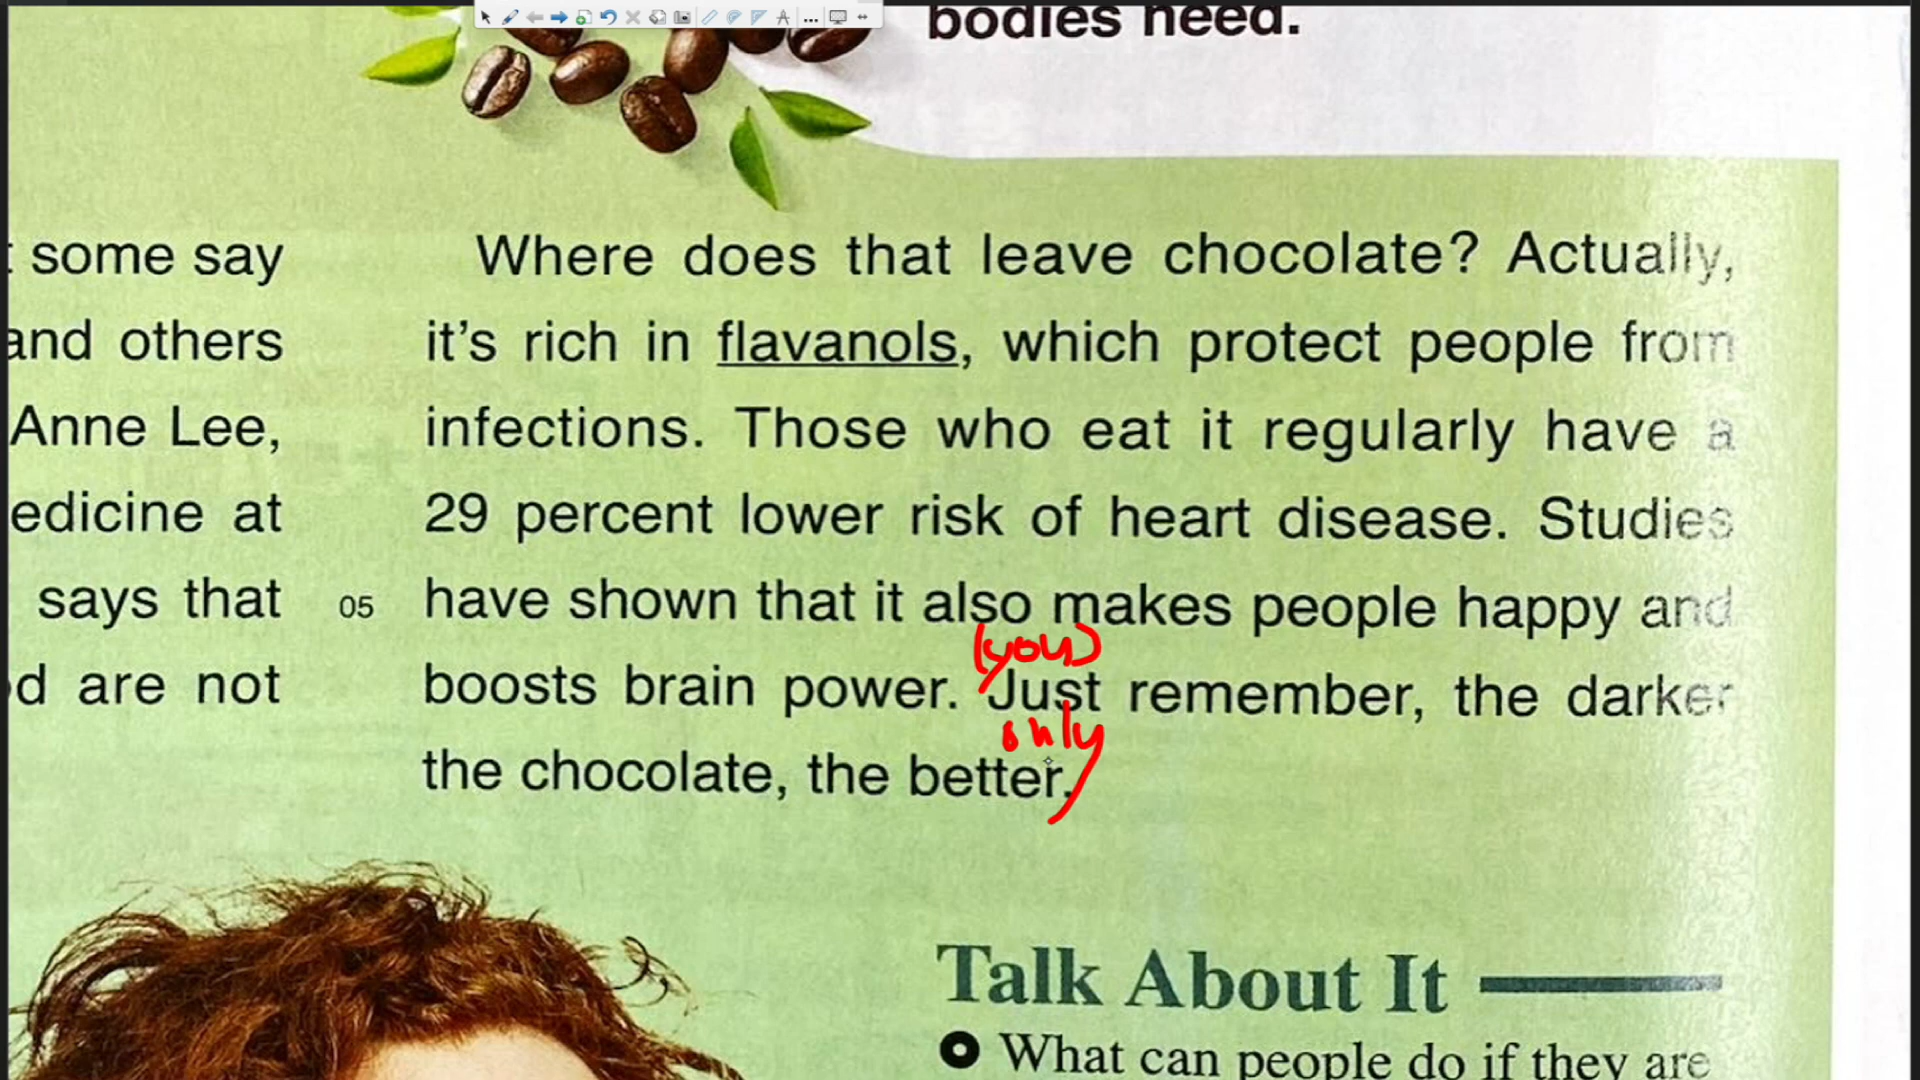 bodies need.
some say
and others
Anne Lee,
edicine at
says that
d are not
Where does that leave chocolate? Actually,
it's rich in flavanols, which protect people from
infections. Those who eat it regularly have a
29 percent lower risk of heart disease. Studies
05 have shown that it also makes people happy and
(you)
boosts brain power. Just remember, the darker
only
the chocolate, the better.
Talk About It
What can people do if they are